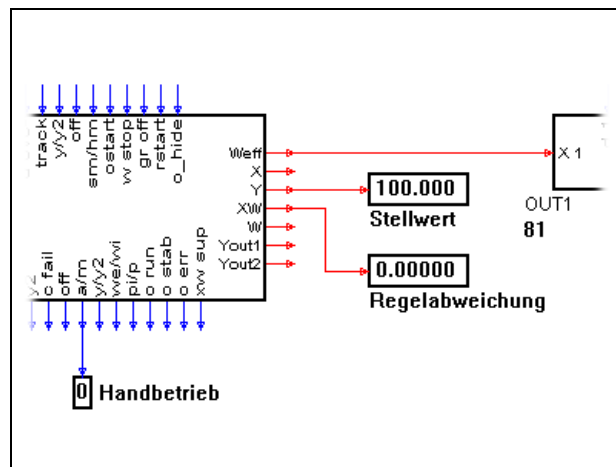 track
y/y2
off
sm/hm
ostart
w stop
gr off
rstart
o_hide
Weff
X
Y
XW
W
Yout1
Yout2
100.000
Stellwert
0.00000
Regelabweichung
X 1
OUT1
81
y2
c fail
off
a/m
y/y2
we/wi
pi/p
o run
o stab
o err
xw sup
0
Handbetrieb